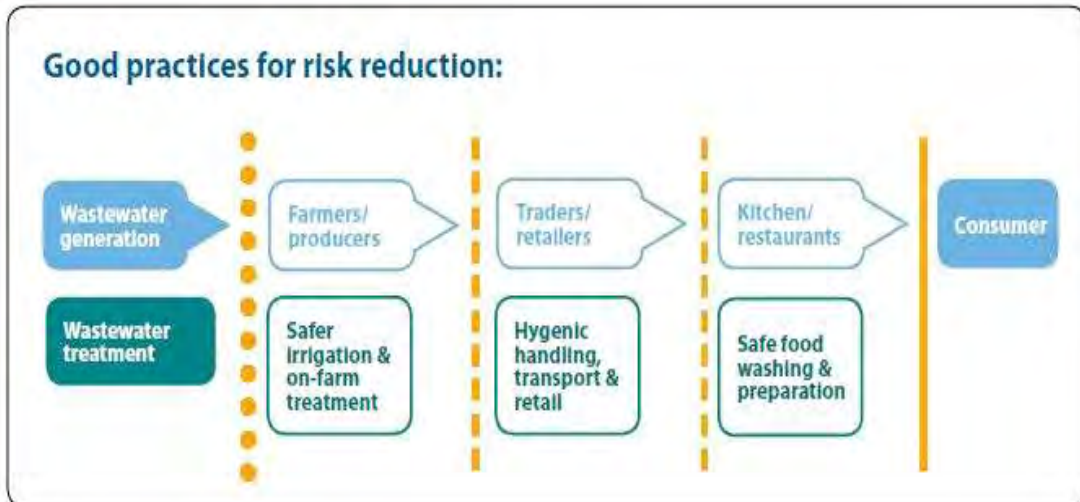 Good practices for risk reduction:
Wastewater
generation
Farmers/
producers
Traders/
retailers
Kitchen/
restaurants
Consumer
Wastewater
treatment
Safer
irrigation &
on-farm
treatment
Hygenic
handling,
transport &
retail
Safe food
washing &
preparation